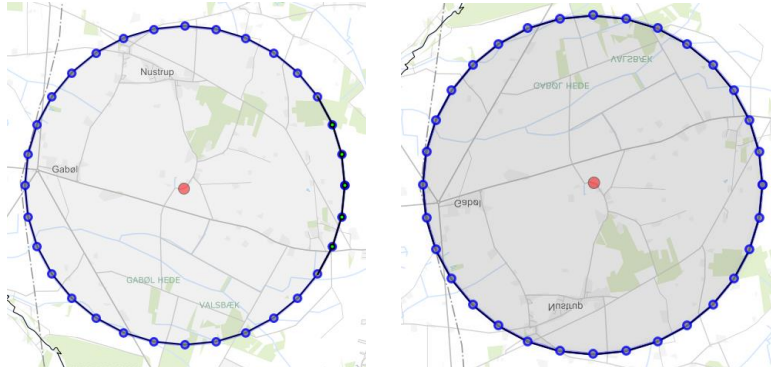 Nustrup
Gabøl
GABØL HEDE
VALSBÆK
VALSBÆK
GABØL HEDE
Gabøl
Nustrup